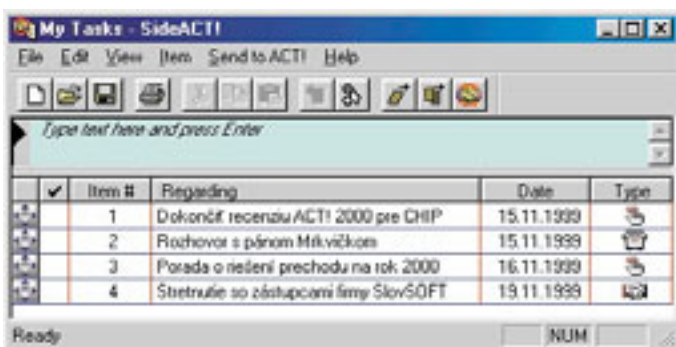 My Tasks - SideACT!
File Edit View Item Send to ACT! Help
Type text here and press Enter
✔ Item # Regarding Date Type
1 Dokončiť recenziu ACT! 2000 pre CHIP 15.11.1999
2 Rozhovor s pánom Mrkvičkom 15.11.1999
3 Porada o riešení prechodu na rok 2000 16.11.1999
4 Stretnutie so zástupcami firmy SlovSOFT 19.11.1999
Ready NUM